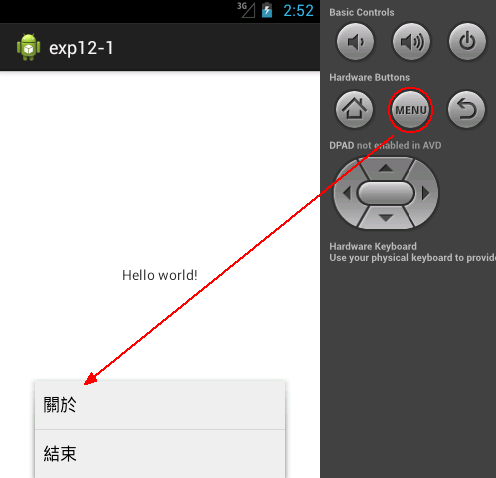 3G 2:52
exp12-1
Hello world!
關於
結束
Basic Controls
Hardware Buttons
MENU
DPAD not enabled in AVD
Hardware Keyboard
Use your physical keyboard to provide